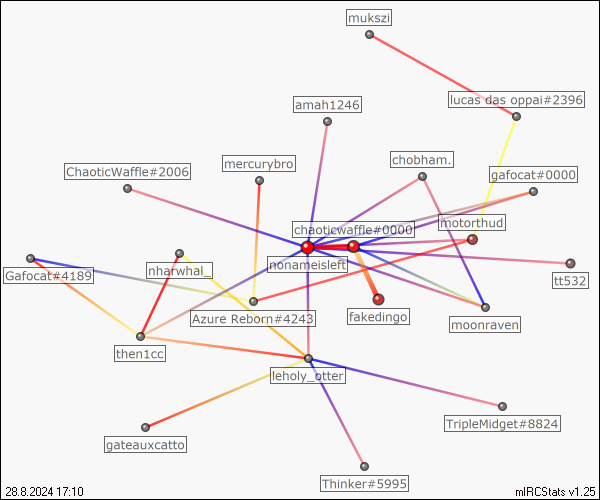 mukszi
lucas das oppai#2396
amah1246
mercurybro
chobham.
ChaoticWaffle#2006
gafocat#0000
chaoticwaffle#0000
motorthud
nonameisleft
Gafocat#4189
nharwhal_
tt532
Azure Reborn#4243
fakedingo
moonraven
then1cc
leholy_otter
TripleMidget#8824
gateauxcatto
Thinker#5995
28.8.2024 17:10
mIRCStats v1.25